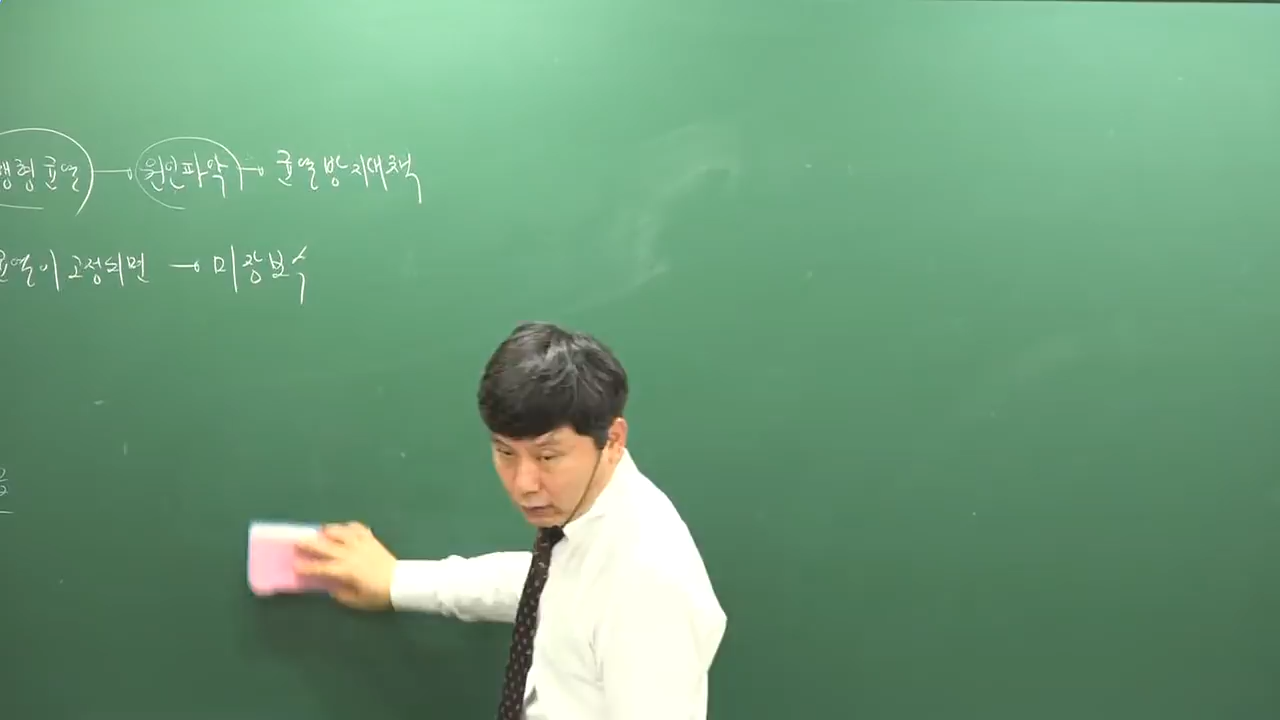 행형균열 → 원인파악 → 균열방지대책
균열이 고정되면 → 미장보수
음